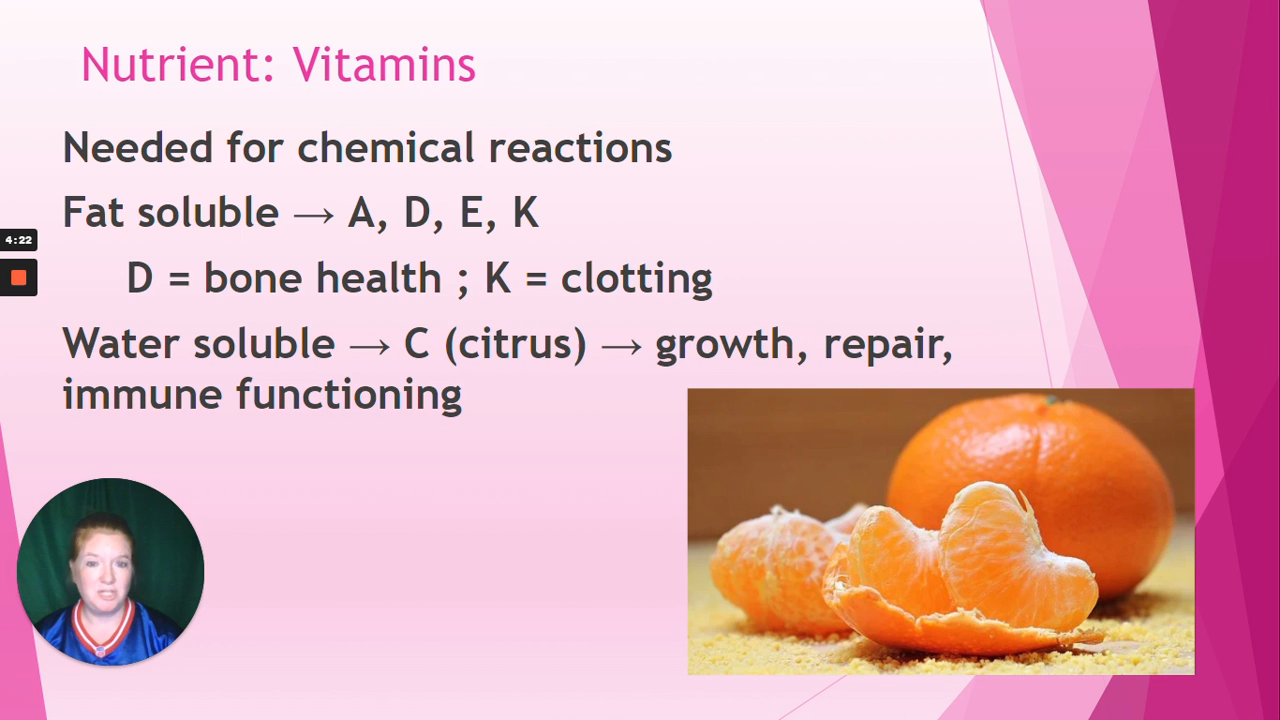 Nutrient: Vitamins
Needed for chemical reactions
Fat soluble → A, D, E, K
4:22
D = bone health ; K = clotting
Water soluble → C (citrus) → growth, repair,
immune functioning